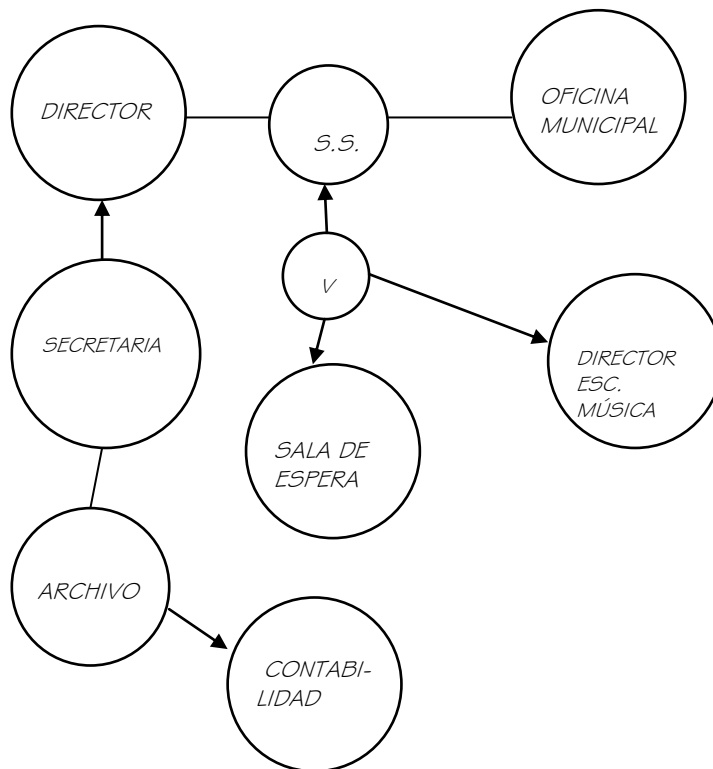 DIRECTOR
S.S.
OFICINA
MUNICIPAL
V
SECRETARIA
DIRECTOR
ESC.
MÚSICA
SALA DE
ESPERA
ARCHIVO
CONTABI-
LIDAD